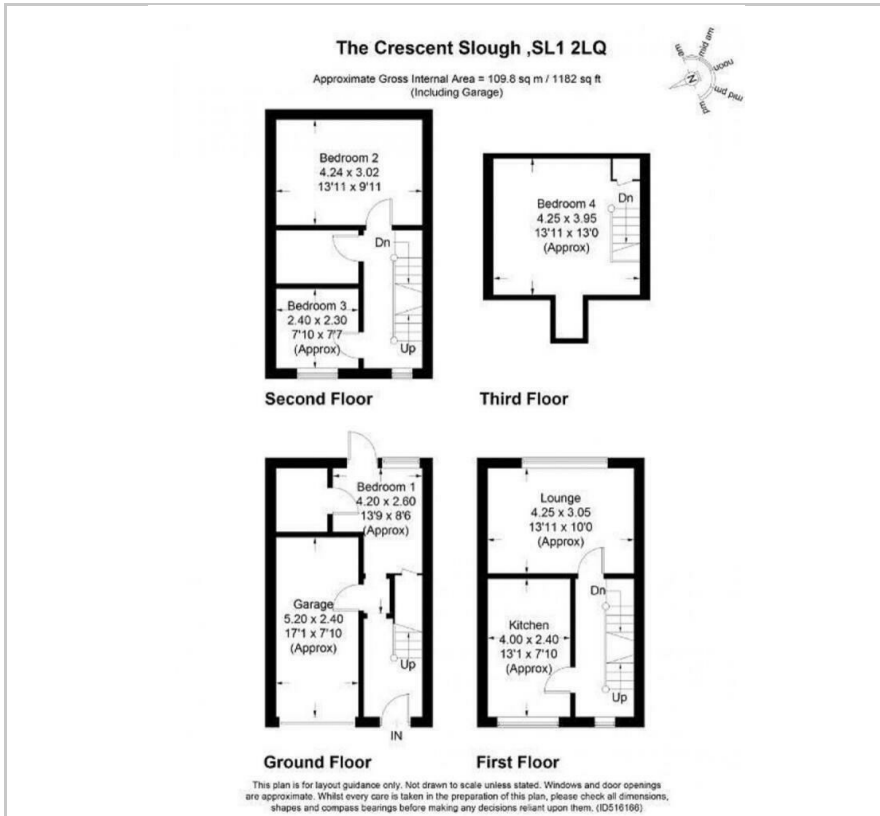 The Crescent Slough ,SL1 2LQ
Approximate Gross Internal Area = 109.8 sq m / 1182 sq ft
(Including Garage)
am
mid am
noon
mid pm
pm
N
Bedroom 2
4.24 x 3.02
13'11 x 9'11
Dn
Bedroom 3
2.40 x 2.30
7'10 x 7'7
(Approx)
Up
Second Floor
Bedroom 4
4.25 x 3.95
13'11 x 13'0
(Approx)
Dn
Third Floor
Bedroom 1
4.20 x 2.60
13'9 x 8'6
(Approx)
Garage
5.20 x 2.40
17'1 x 7'10
(Approx)
Up
IN
Ground Floor
Lounge
4.25 x 3.05
13'11 x 10'0
(Approx)
Dn
Kitchen
4.00 x 2.40
13'1 x 7'10
(Approx)
Up
First Floor
This plan is for layout guidance only. Not drawn to scale unless stated. Windows and door openings
are approximate. Whilst every care is taken in the preparation of this plan, please check all dimensions,
shapes and compass bearings before making any decisions reliant upon them. (ID516166)